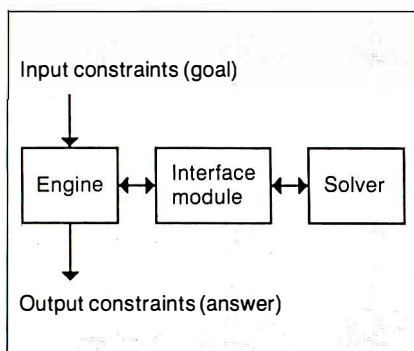 Input constraints (goal)
Engine
Interface
module
Solver
Output constraints (answer)